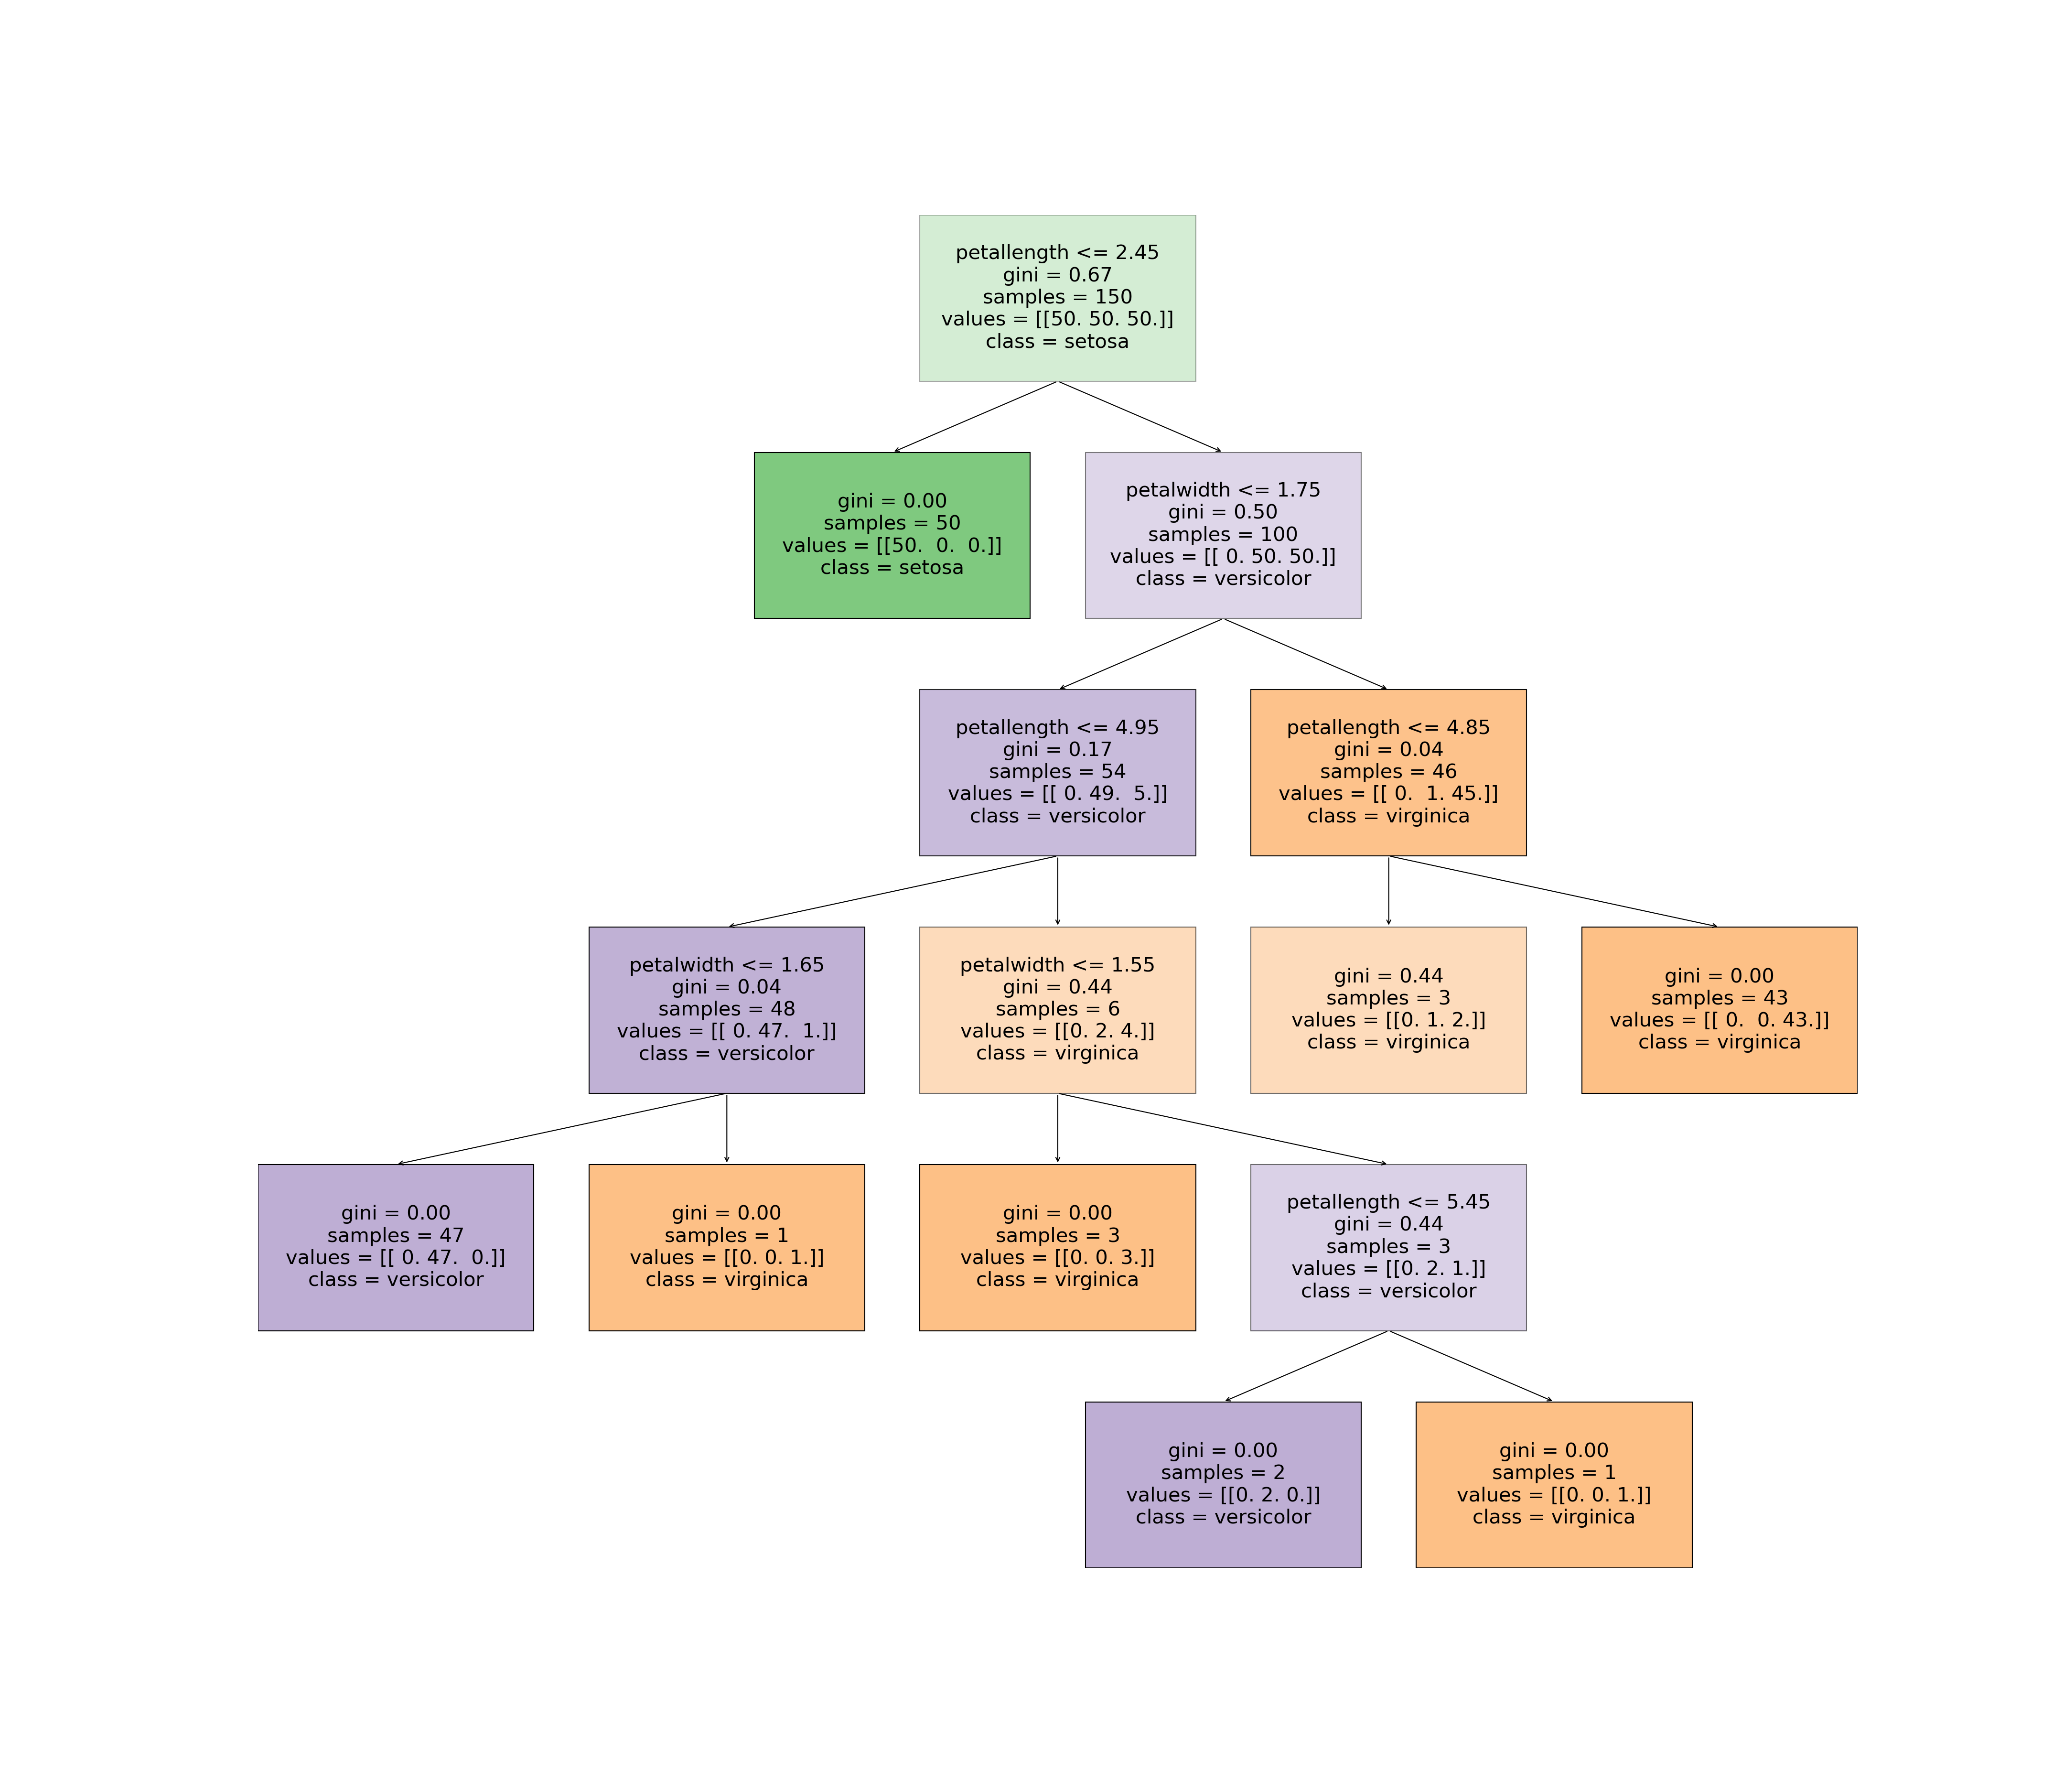 petallength <= 2.45
gini = 0.67
samples = 150
values = [[50. 50. 50.]]
class = setosa
gini = 0.00
samples = 50
values = [[50.  0.  0.]]
class = setosa
petalwidth <= 1.75
gini = 0.50
samples = 100
values = [[ 0. 50. 50.]]
class = versicolor
petallength <= 4.95
gini = 0.17
samples = 54
values = [[ 0. 49.  5.]]
class = versicolor
petallength <= 4.85
gini = 0.04
samples = 46
values = [[ 0.  1. 45.]]
class = virginica
petalwidth <= 1.65
gini = 0.04
samples = 48
values = [[ 0. 47.  1.]]
class = versicolor
petalwidth <= 1.55
gini = 0.44
samples = 6
values = [[0. 2. 4.]]
class = virginica
gini = 0.44
samples = 3
values = [[0. 1. 2.]]
class = virginica
gini = 0.00
samples = 43
values = [[ 0.  0. 43.]]
class = virginica
gini = 0.00
samples = 47
values = [[ 0. 47.  0.]]
class = versicolor
gini = 0.00
samples = 1
values = [[0. 0. 1.]]
class = virginica
gini = 0.00
samples = 3
values = [[0. 0. 3.]]
class = virginica
petallength <= 5.45
gini = 0.44
samples = 3
values = [[0. 2. 1.]]
class = versicolor
gini = 0.00
samples = 2
values = [[0. 2. 0.]]
class = versicolor
gini = 0.00
samples = 1
values = [[0. 0. 1.]]
class = virginica